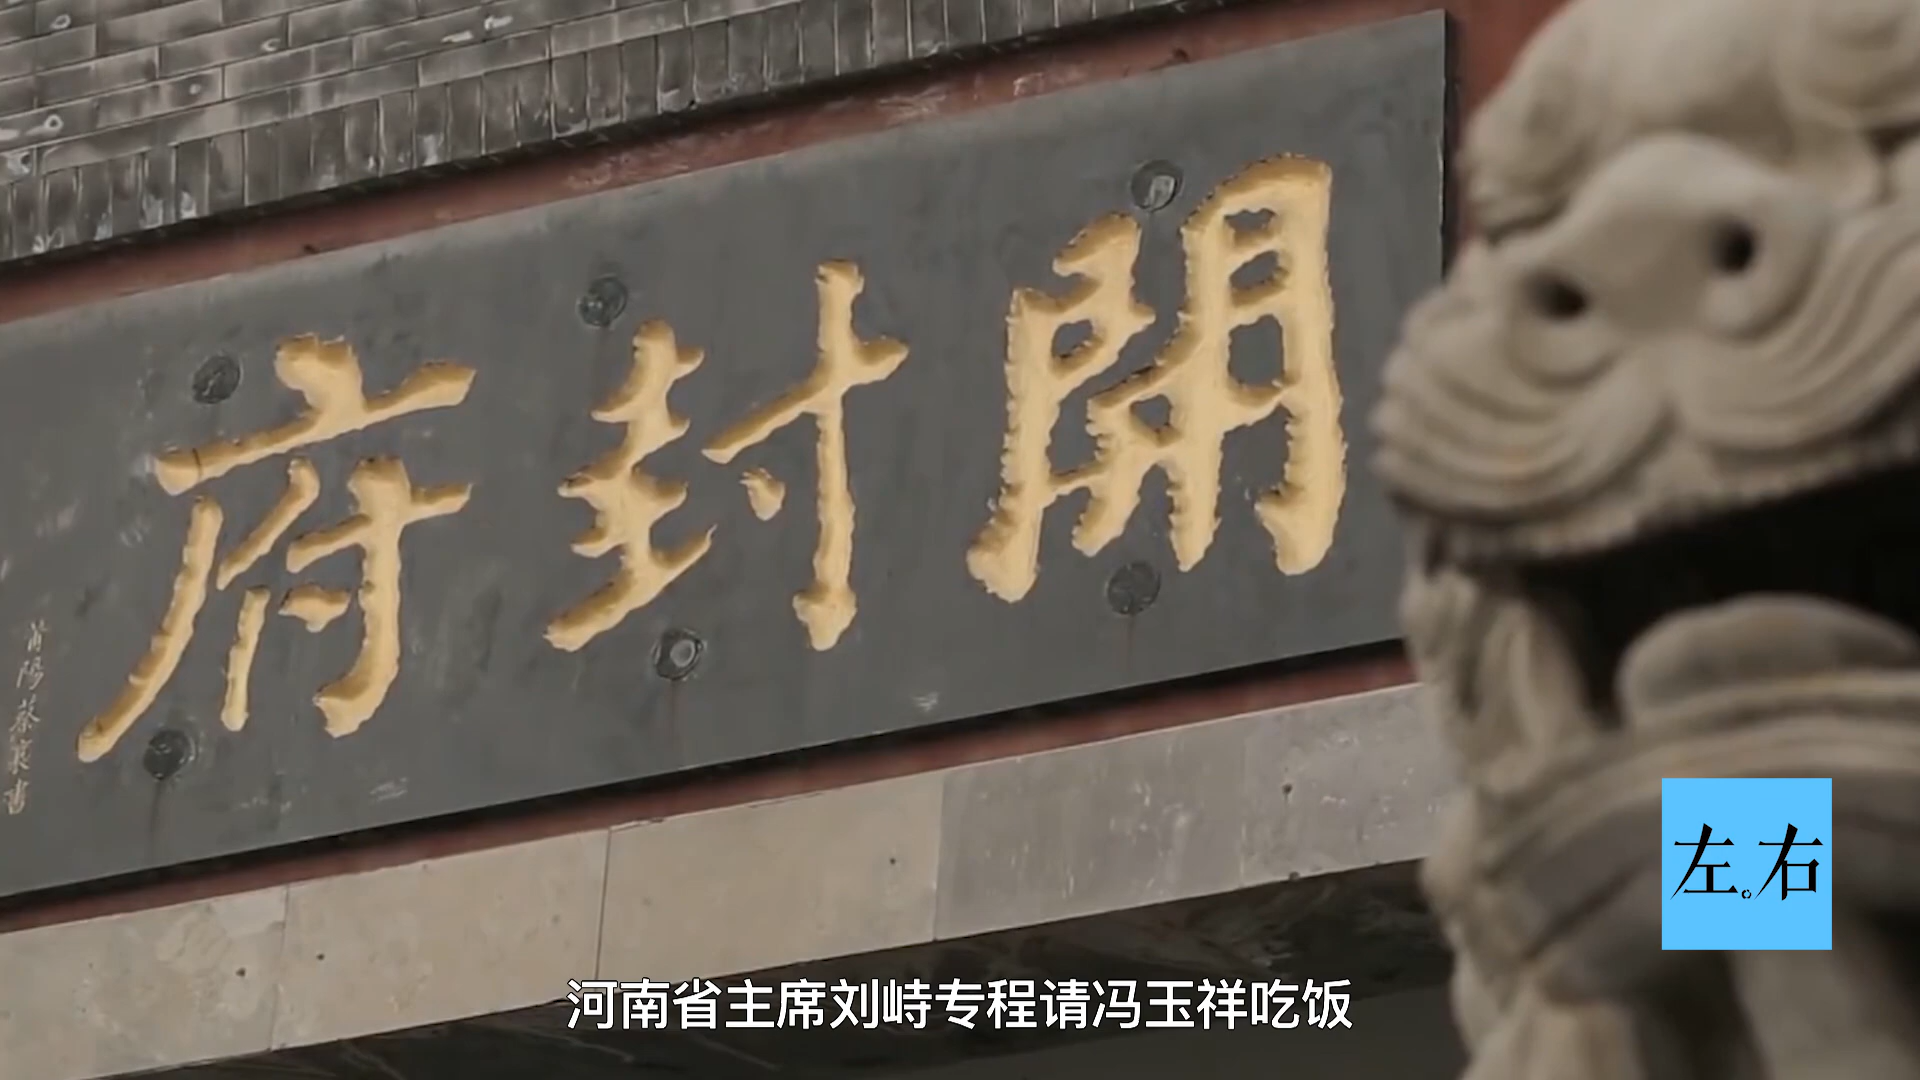 開封府
莆陽蔡襄書
左。右
河南省主席刘峙专程请冯玉祥吃饭